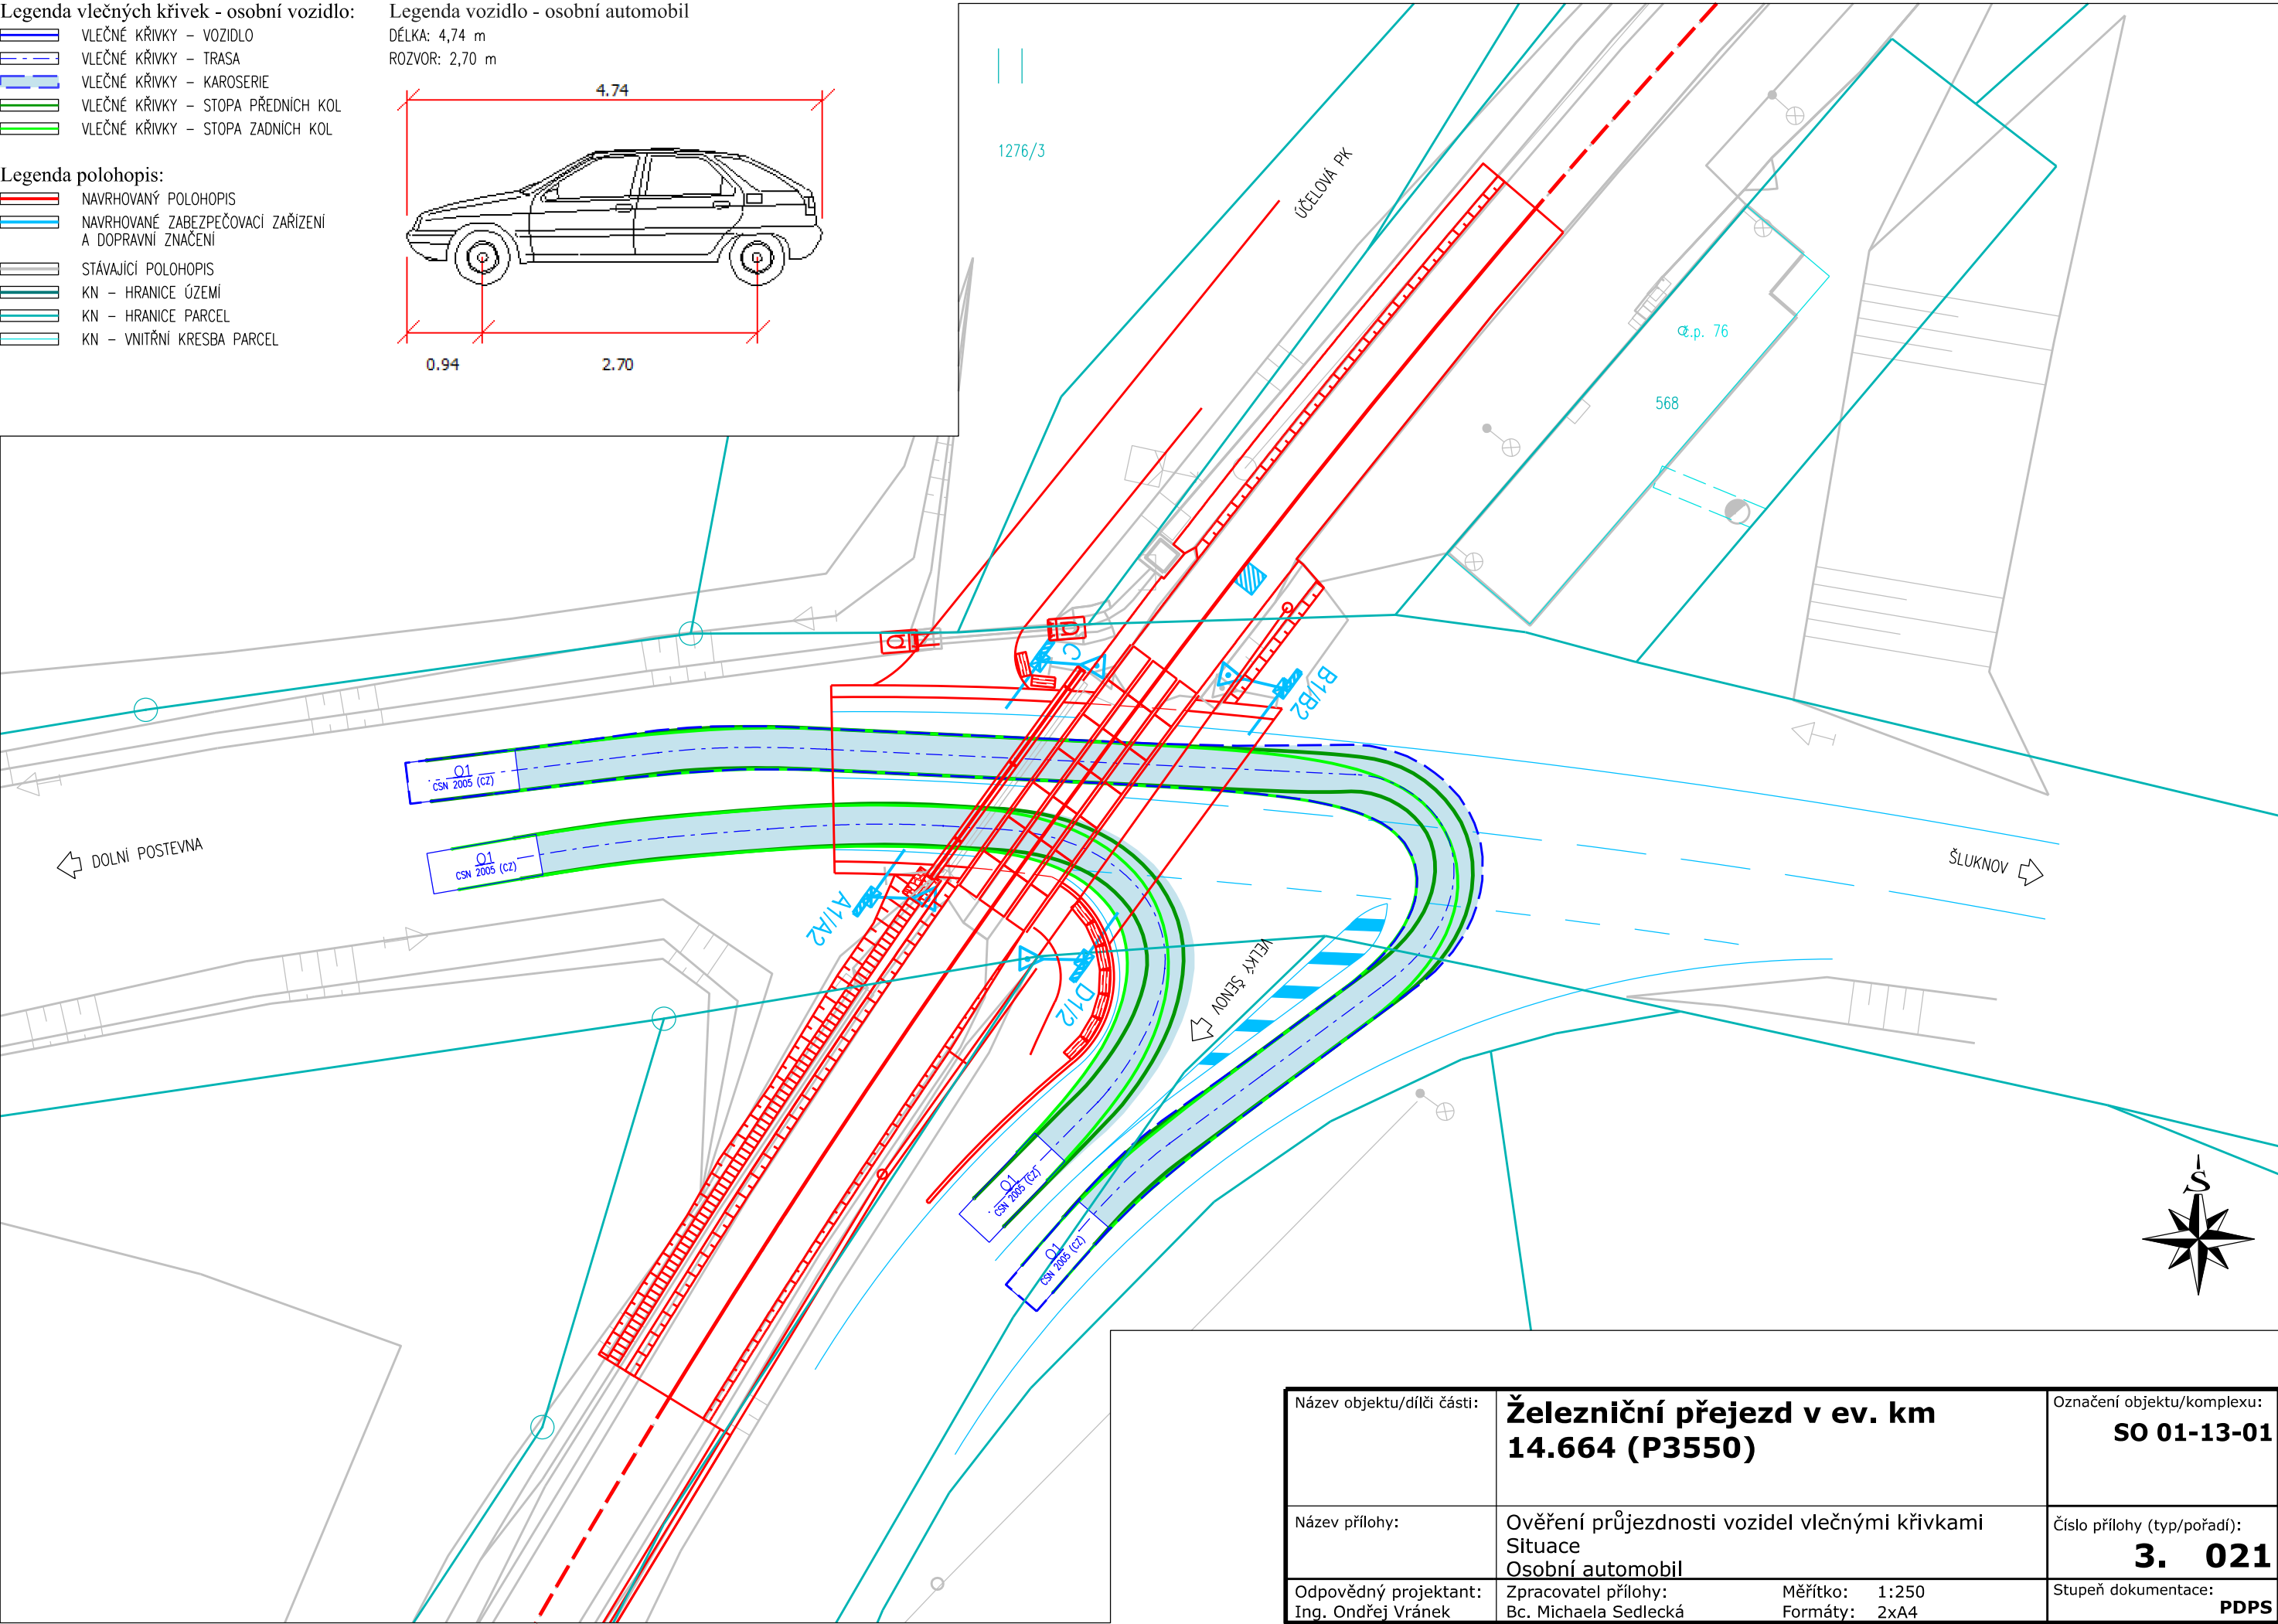 Legenda vlečných křivek - osobní vozidlo:
VLEČNÉ KŘIVKY – VOZIDLO
VLEČNÉ KŘIVKY – TRASA
VLEČNÉ KŘIVKY – KAROSERIE
VLEČNÉ KŘIVKY – STOPA PŘEDNÍCH KOL
VLEČNÉ KŘIVKY – STOPA ZADNÍCH KOL
Legenda polohopis:
NAVRHOVANÝ POLOHOPIS
NAVRHOVANÉ ZABEZPEČOVACÍ ZAŘÍZENÍ
A DOPRAVNÍ ZNAČENÍ
STÁVAJÍCÍ POLOHOPIS
KN – HRANICE ÚZEMÍ
KN – HRANICE PARCEL
KN – VNITŘNÍ KRESBA PARCEL
Legenda vozidlo - osobní automobil
DÉLKA: 4,74 m
ROZVOR: 2,70 m
4.74
0.94
2.70
1276/3
ÚČELOVÁ PK
č.p. 76
568
C
B1/B2
O1
CSN 2005 (CZ)
O1
CSN 2005 (CZ)
DOLNÍ POSTEVNA
ŠLUKNOV
A1/A2
VELKÝ ŠENOV
D1/2
O1
CSN 2005 (CZ)
O1
CSN 2005 (CZ)
S
Název objektu/dílči části:
Železniční přejezd v ev. km
14.664 (P3550)
Označení objektu/komplexu:
SO 01-13-01
Název přílohy:
Ověření průjezdnosti vozidel vlečnými křivkami
Situace
Osobní automobil
Číslo přílohy (typ/pořadí):
3. 021
Odpovědný projektant:
Ing. Ondřej Vránek
Zpracovatel přílohy:
Bc. Michaela Sedlecká
Měřítko: 1:250
Formáty: 2xA4
Stupeň dokumentace:
PDPS